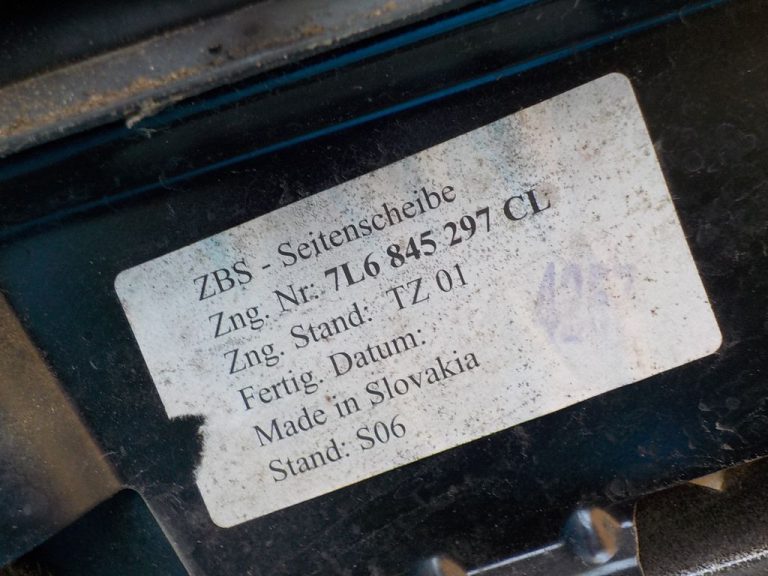 ZBS - Seitenscheibe
Zng. Nr: 7L6 845 297 CL
Zng. Stand: TZ 01
Fertig. Datum:
Made in Slovakia
Stand: S06